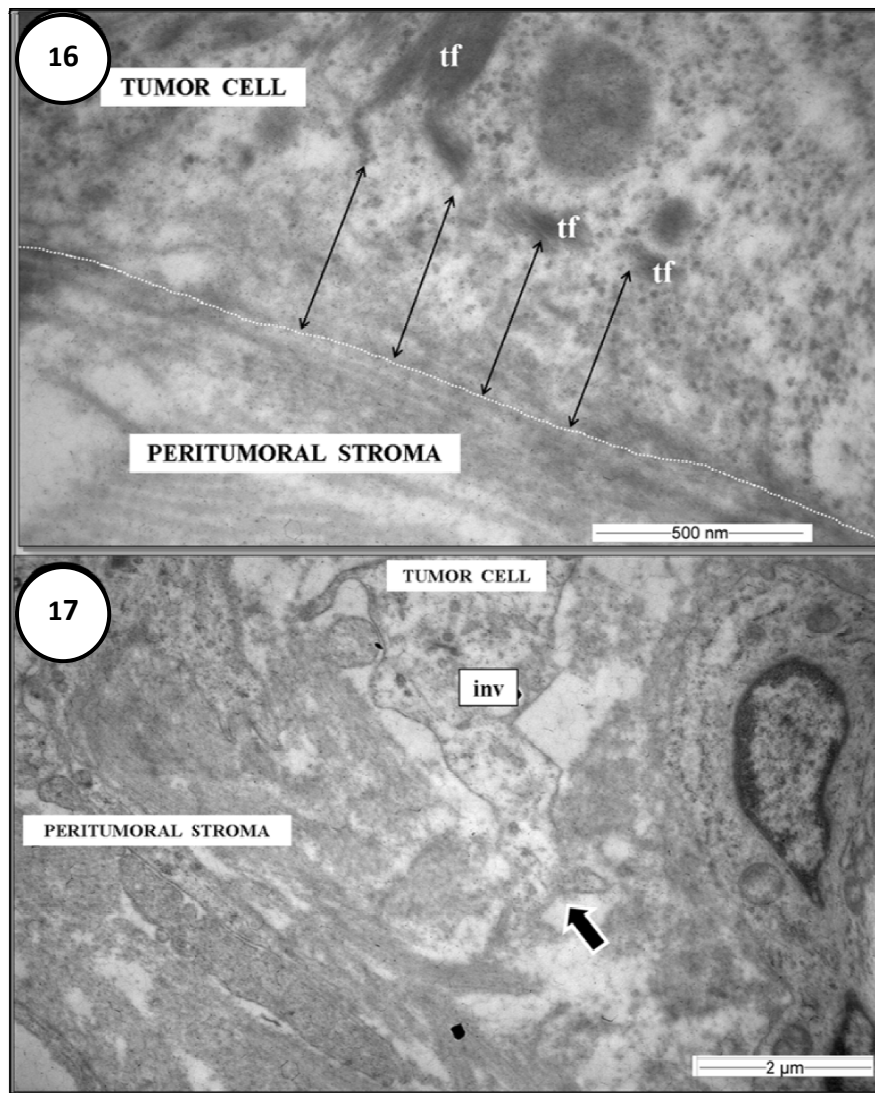 16
TUMOR CELL
tf
tf
tf
PERITUMORAL STROMA
500 nm
17
TUMOR CELL
inv
PERITUMORAL STROMA
2 µm